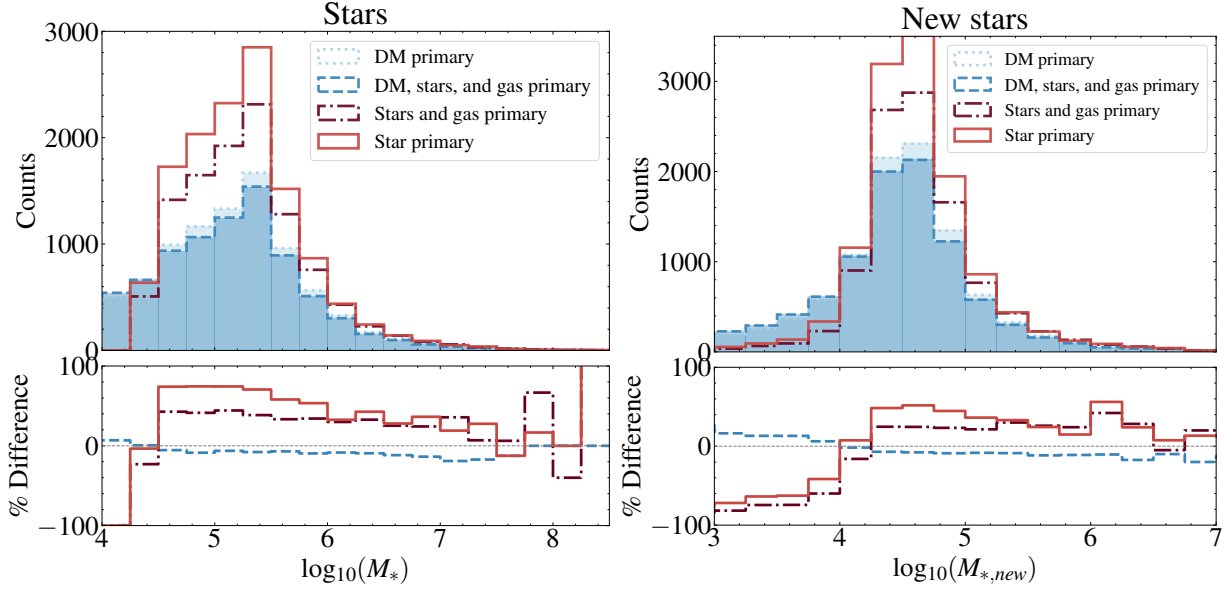 Stars
3000
2000
1000
0
Counts
DM primary
DM, stars, and gas primary
Stars and gas primary
Star primary
100
0
−100
% Difference
4 5 6 7 8
log₁₀(M∗)
New stars
3000
2000
1000
0
Counts
DM primary
DM, stars, and gas primary
Stars and gas primary
Star primary
100
0
−100
% Difference
3 4 5 6 7
log₁₀(M∗,new)